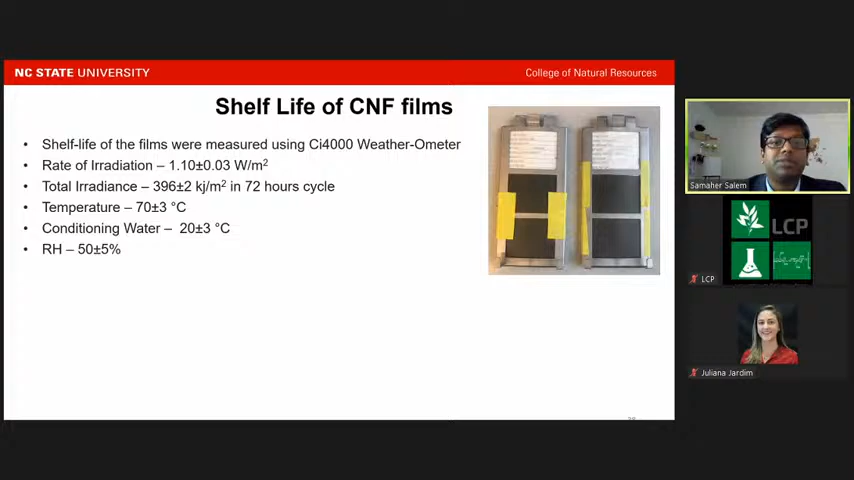 NC STATE UNIVERSITY
College of Natural Resources
Shelf Life of CNF films
• Shelf-life of the films were measured using Ci4000 Weather-Ometer
• Rate of Irradiation – 1.10±0.03 W/m²
• Total Irradiance – 396±2 kj/m² in 72 hours cycle
• Temperature – 70±3 °C
• Conditioning Water – 20±3 °C
• RH – 50±5%
Samaher Salem
LCP
LCP
Juliana Jardim